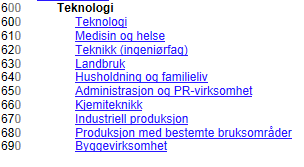 600 Teknologi
600 Teknologi
610 Medisin og helse
620 Teknikk (ingeniørfag)
630 Landbruk
640 Husholdning og familieliv
650 Administrasjon og PR-virksomhet
660 Kjemiteknikk
670 Industriell produksjon
680 Produksjon med bestemte bruksområder
690 Byggevirksomhet